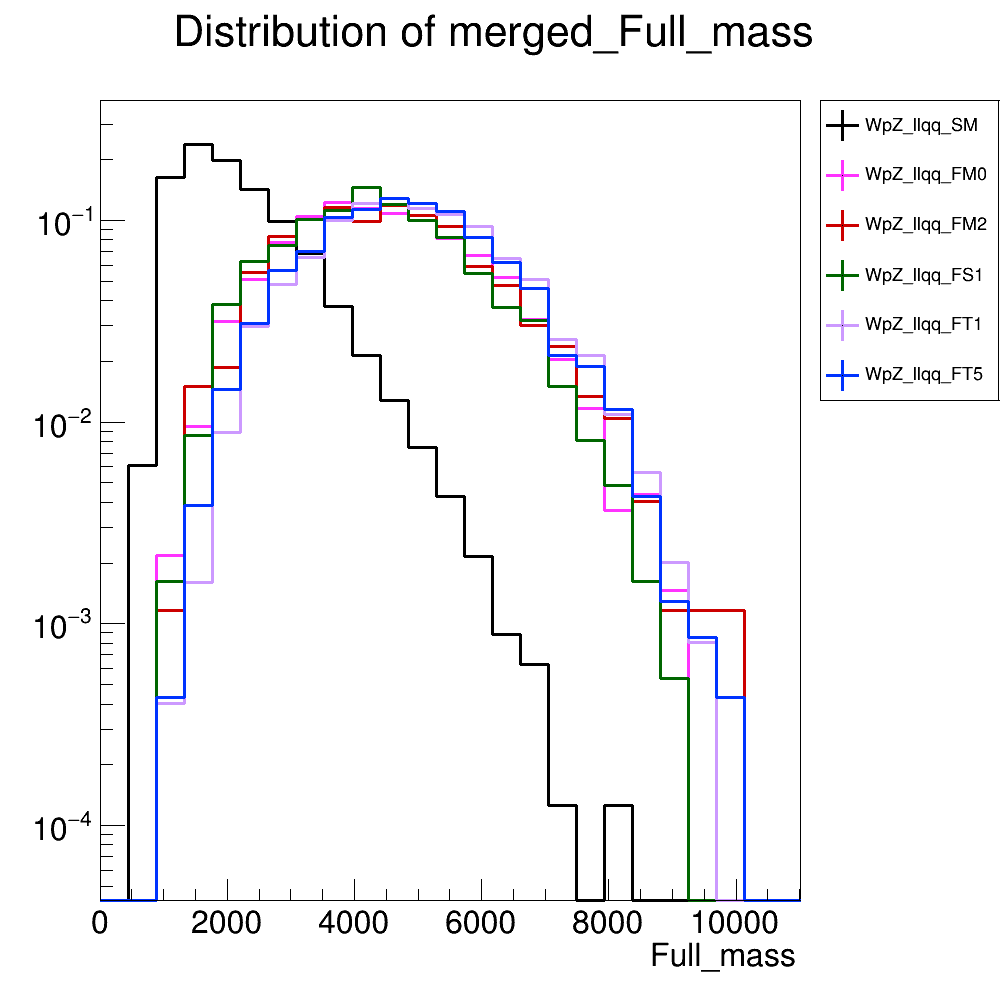 Distribution of merged_Full_mass
WpZ_llqq_SM
WpZ_llqq_FM0
WpZ_llqq_FM2
WpZ_llqq_FS1
WpZ_llqq_FT1
WpZ_llqq_FT5
10⁻¹
10⁻²
10⁻³
10⁻⁴
0 2000 4000 6000 8000 10000
Full_mass